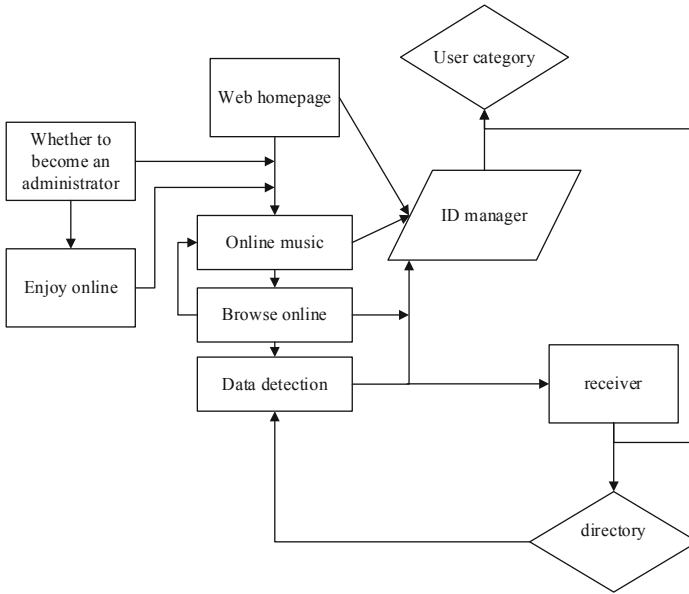 User category
Web homepage
Whether to
become an
administrator
ID manager
Online music
Enjoy online
Browse online
Data detection
receiver
directory